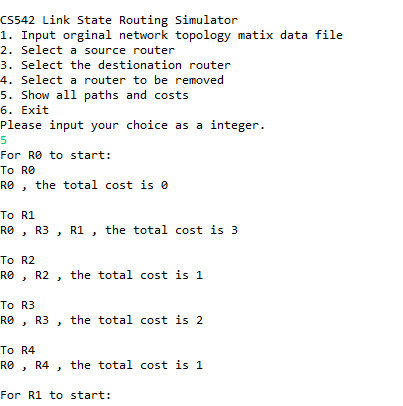 CS542 Link State Routing Simulator
1. Input orginal network topology matix data file
2. Select a source router
3. Select the destionation router
4. Select a router to be removed
5. Show all paths and costs
6. Exit
Please input your choice as a integer.
5
For R0 to start:
To R0
R0 , the total cost is 0
To R1
R0 , R3 , R1 , the total cost is 3
To R2
R0 , R2 , the total cost is 1
To R3
R0 , R3 , the total cost is 2
To R4
R0 , R4 , the total cost is 1
For R1 to start: